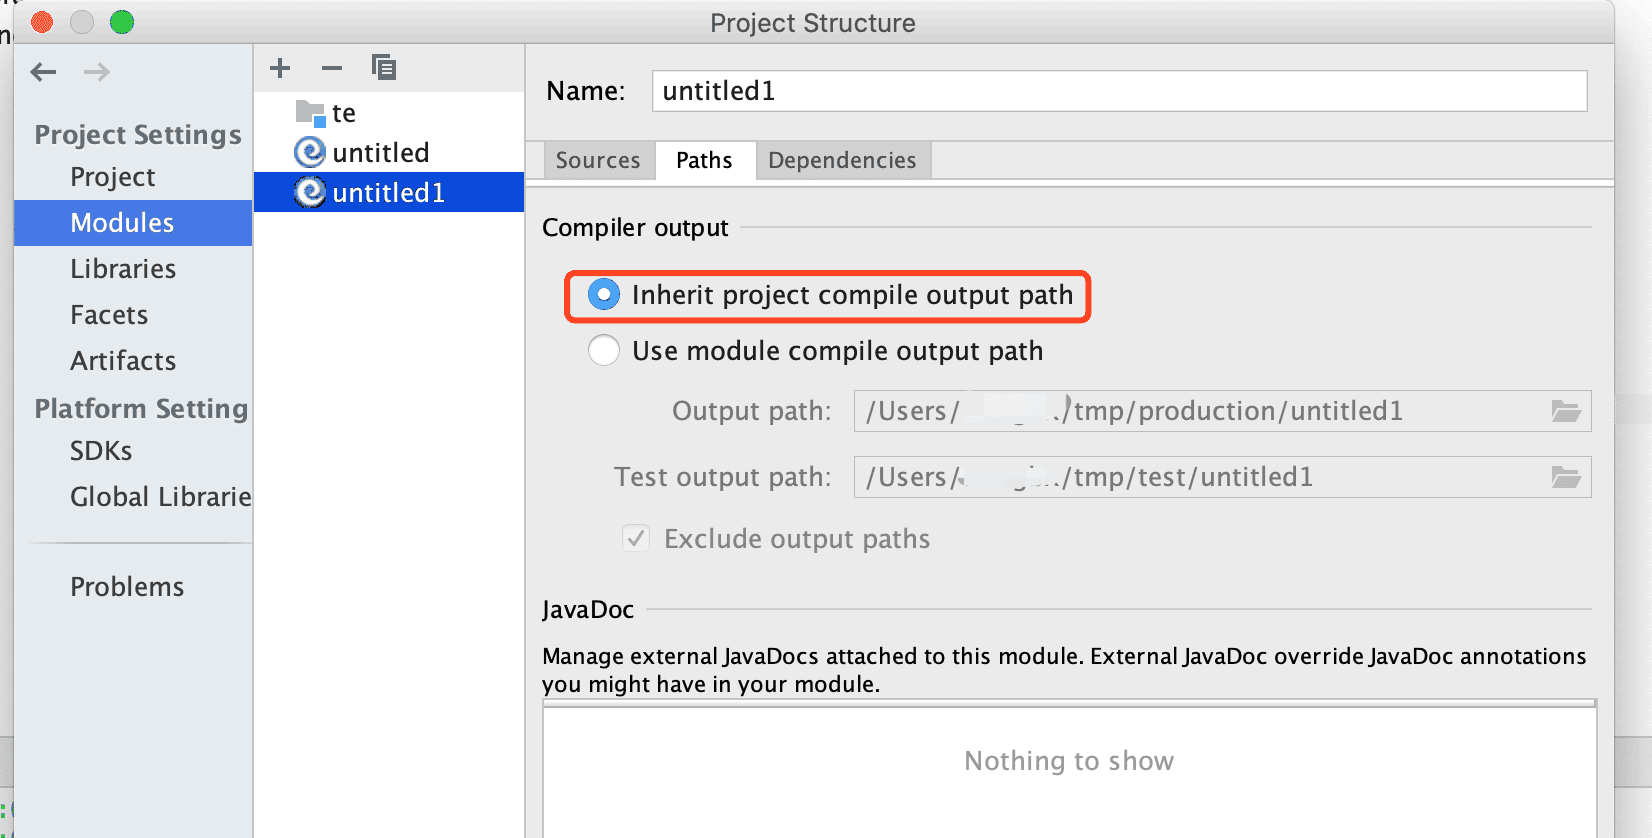 Project Structure
Project Settings
Project
Modules
Libraries
Facets
Artifacts
Platform Setting
SDKs
Global Librarie
Problems
te
untitled
untitled1
Name: untitled1
Sources Paths Dependencies
Compiler output
Inherit project compile output path
Use module compile output path
Output path: /Users/ /tmp/production/untitled1
Test output path: /Users/ /tmp/test/untitled1
Exclude output paths
JavaDoc
Manage external JavaDocs attached to this module. External JavaDoc override JavaDoc annotations
you might have in your module.
Nothing to show